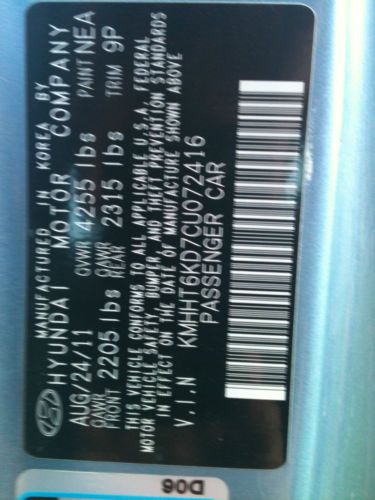 MANUFACTURED IN KOREA BY
HYUNDAI MOTOR COMPANY
AUG/24/11 GVWR 4255 lbs PAINT NEA
GAWR FRONT 2205 lbs GAWR REAR 2315 lbs TRIM 9P
THIS VEHICLE CONFORMS TO ALL APPLICABLE U.S.A. FEDERAL
MOTOR VEHICLE SAFETY, BUMPER, AND THEFT PREVENTION STANDARDS
IN EFFECT ON THE DATE OF MANUFACTURE SHOWN ABOVE
V.I.N KMHHT6KD7CU072416
PASSENGER CAR
D06